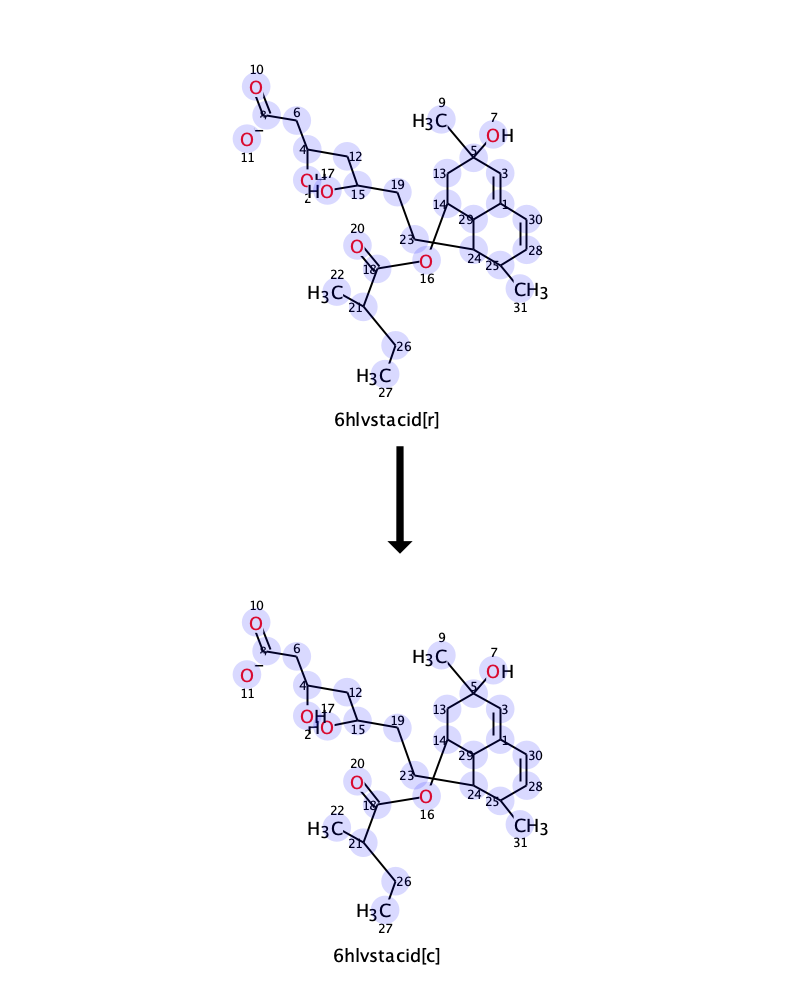 10
O
9
H3C
7
OH
6
O−
11
4
12
5
3
13
OH
2
17
HO
15
19
14
1
29
30
20
O
23
24
28
18
O
16
25
22
H3C
21
CH3
31
26
H3C
27
6hlvstacid[r]
10
O
9
H3C
7
OH
6
O−
11
4
12
5
3
13
OH
2
17
HO
15
19
14
1
29
30
20
O
23
24
28
18
O
16
25
22
H3C
21
CH3
31
26
H3C
27
6hlvstacid[c]